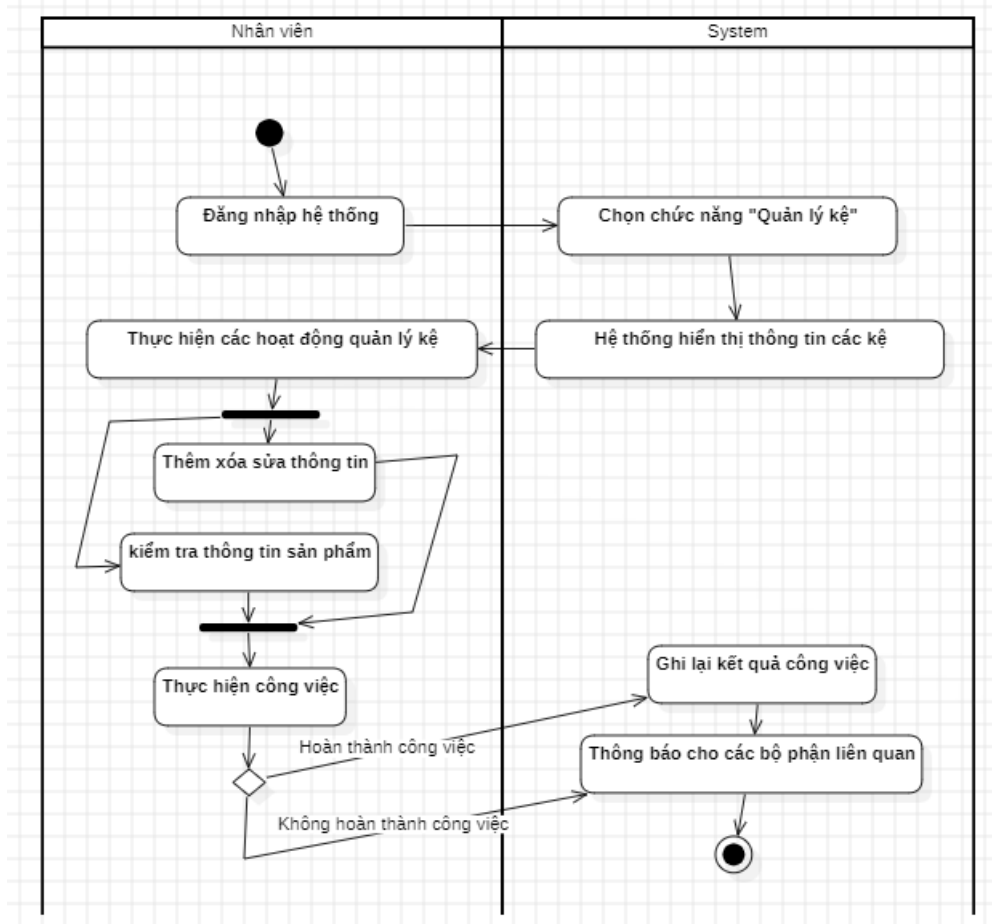 Nhân viên
System
Đăng nhập hệ thống
Chọn chức năng "Quản lý kệ"
Thực hiện các hoạt động quản lý kệ
Hệ thống hiển thị thông tin các kệ
Thêm xóa sửa thông tin
kiểm tra thông tin sản phẩm
Ghi lại kết quả công việc
Thực hiện công việc
Hoàn thành công việc
Thông báo cho các bộ phận liên quan
Không hoàn thành công việc